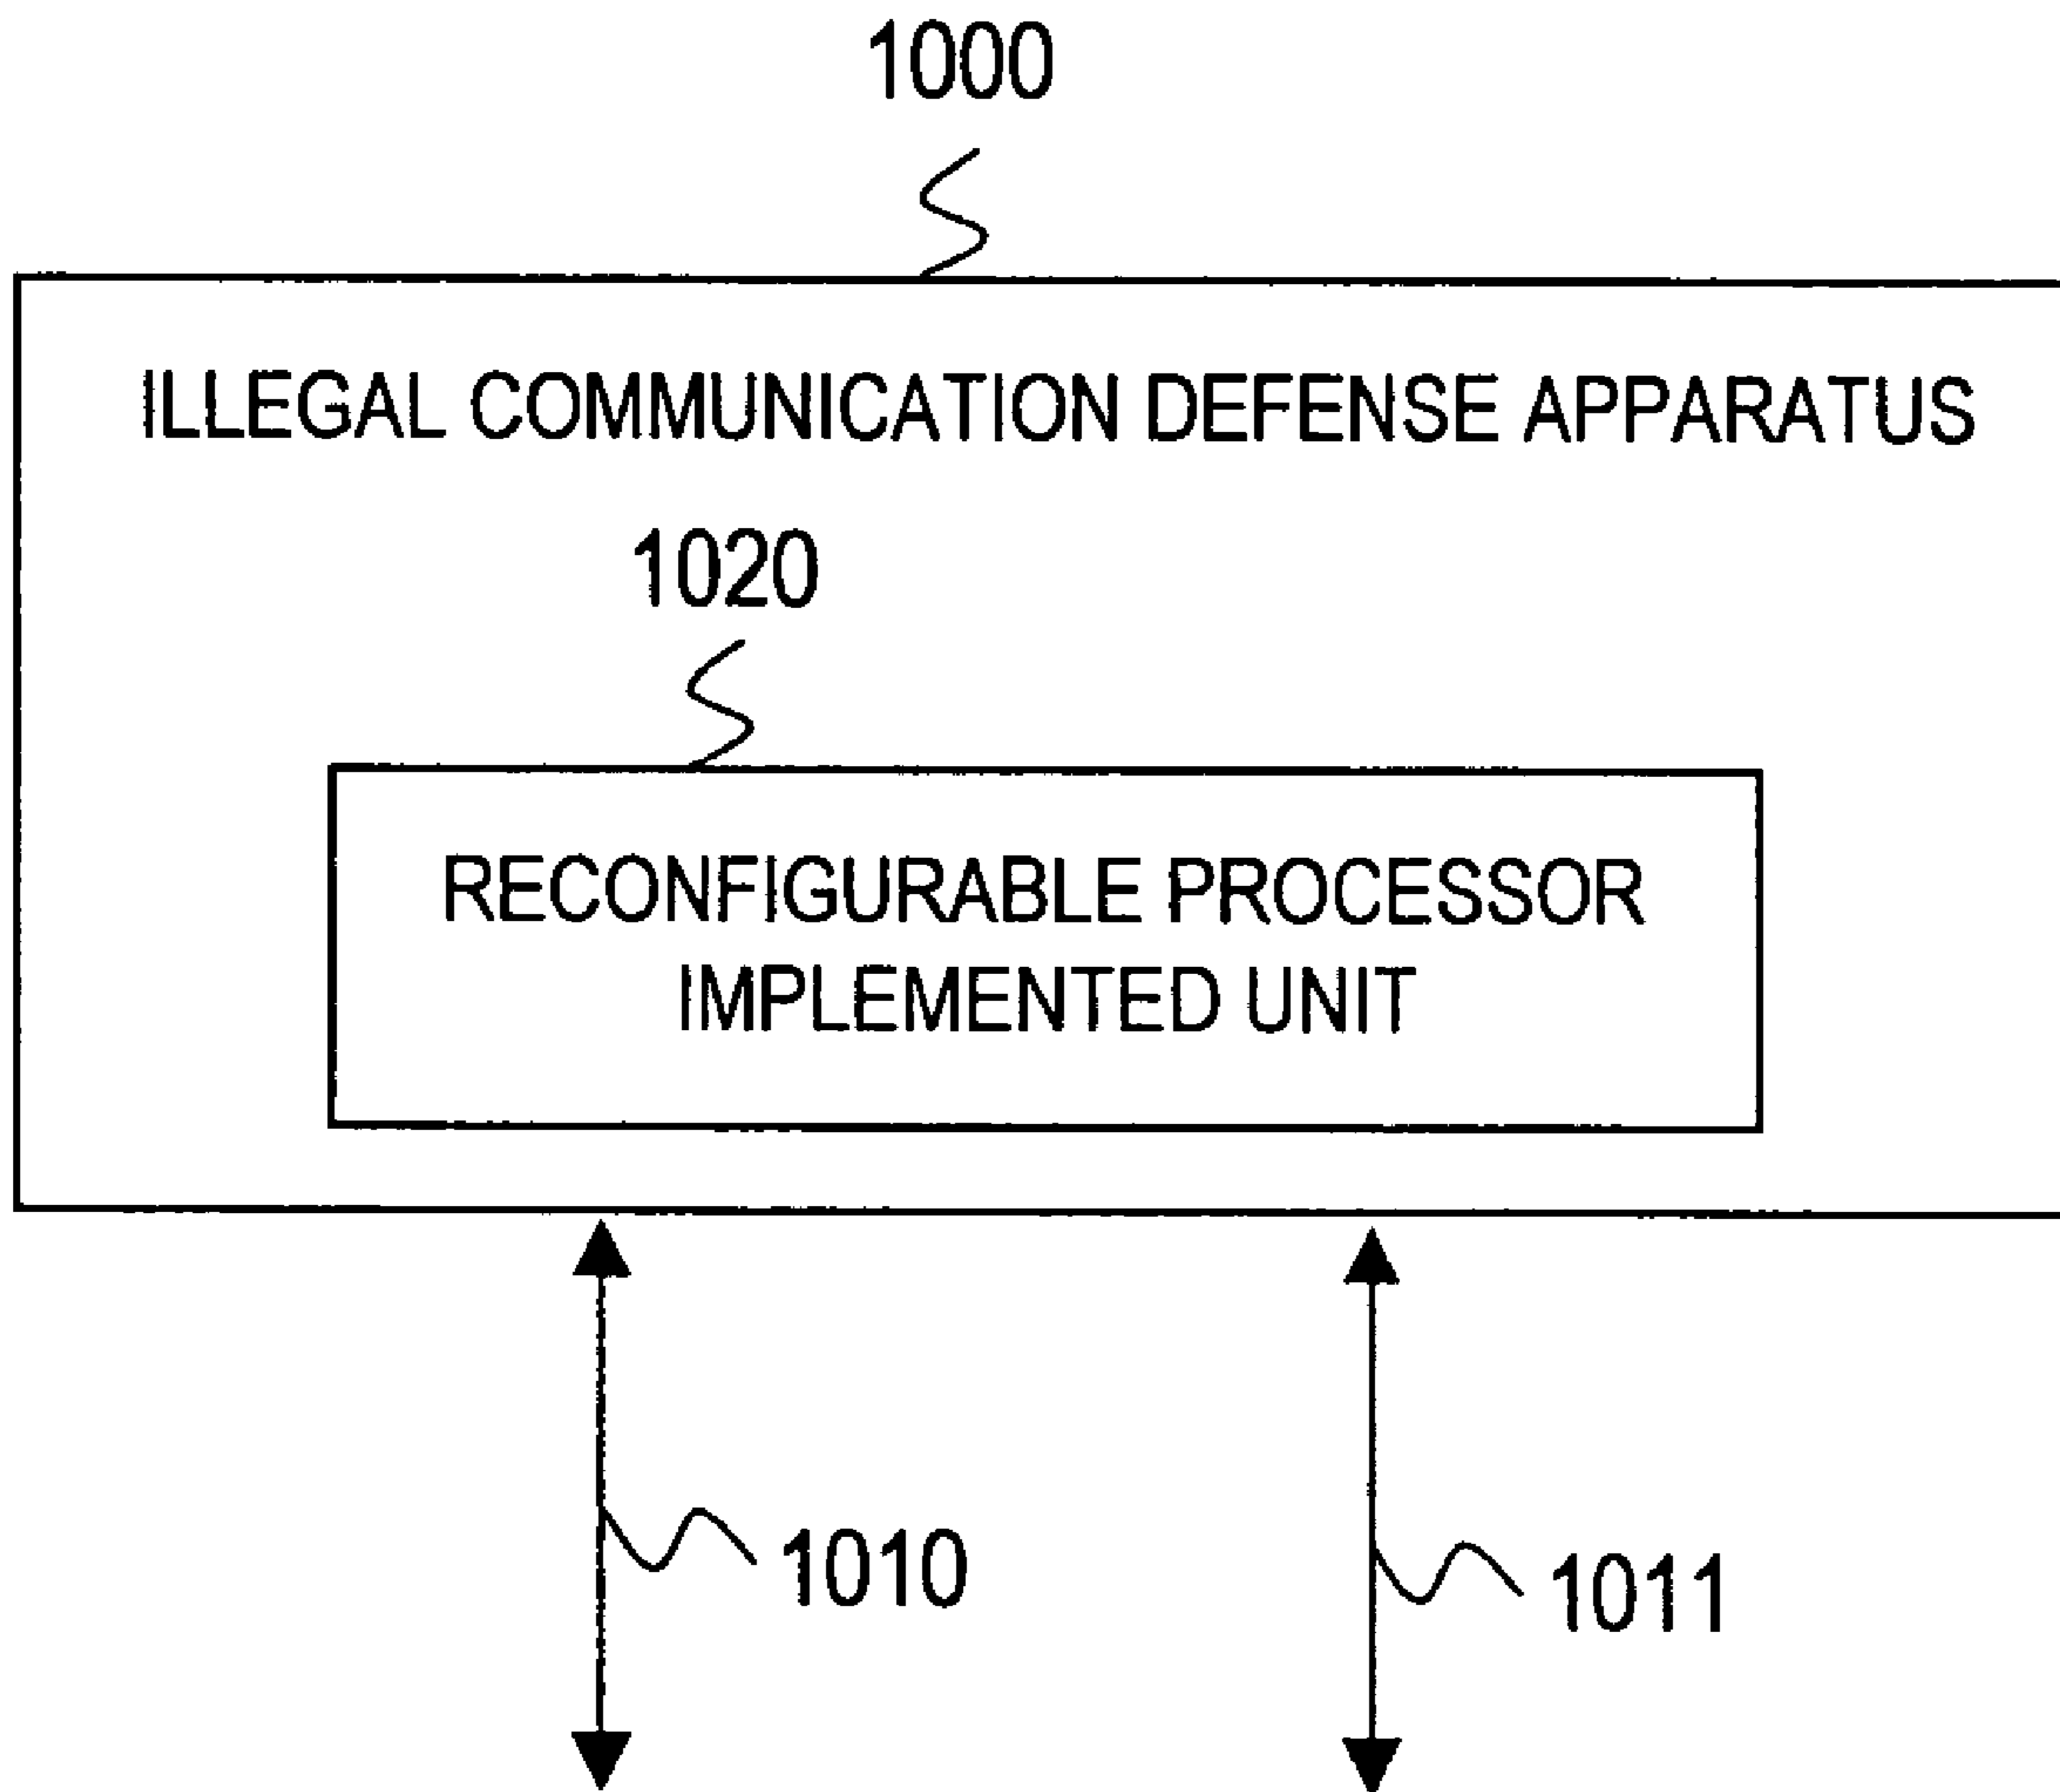 1000
ILLEGAL COMMUNICATION DEFENSE APPARATUS
1020
RECONFIGURABLE PROCESSOR
IMPLEMENTED UNIT
1010
1011